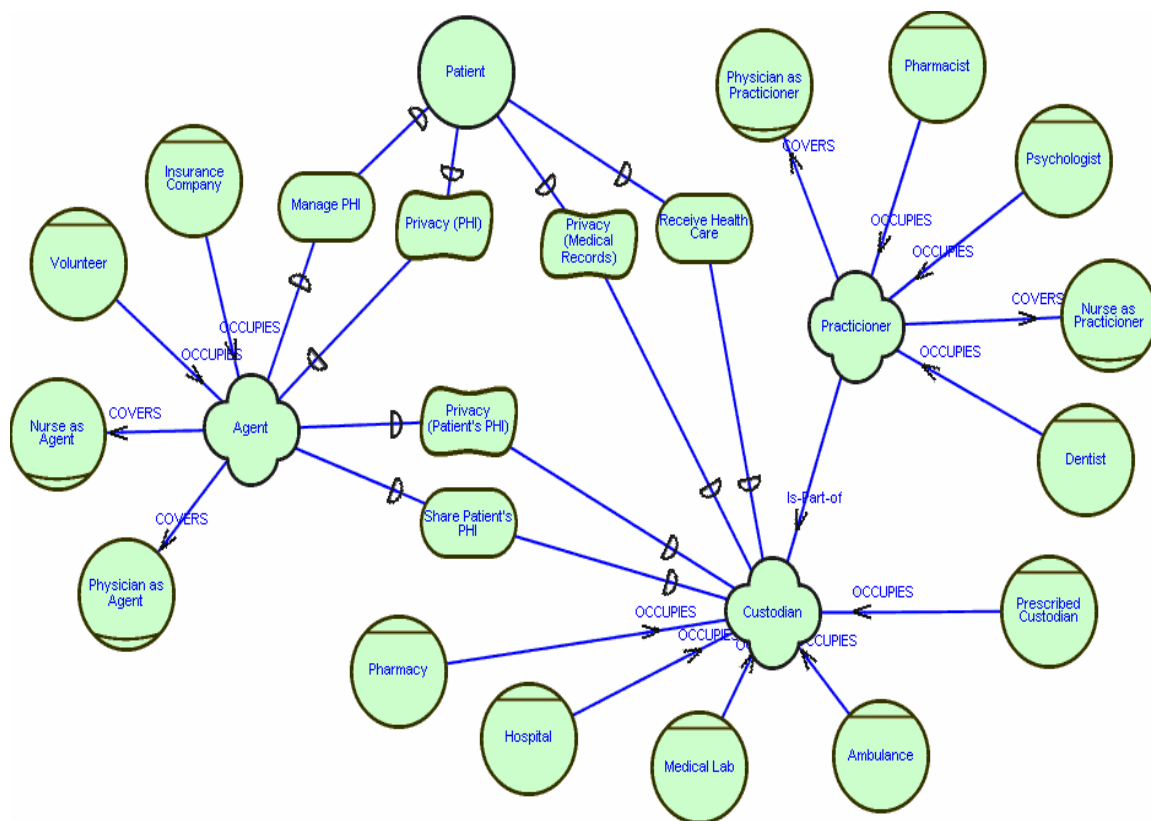 Patient
Physician as
Practicioner
Pharmacist
Insurance
Company
Manage PHI
Privacy (PHI)
Privacy
(Medical
Records)
Receive Health
Care
Psychologist
COVERS
Volunteer
OCCUPIES
OCCUPIES
COVERS
Nurse as
Practicioner
Practicioner
OCCUPIES
OCCUPIES
OCCUPIES
Nurse as
Agent
COVERS
Agent
Privacy
(Patient's PHI)
Dentist
Is-Part-of
COVERS
Share Patient's
PHI
Physician as
Agent
OCCUPIES
Prescribed
Custodian
Custodian
OCCUPIES
OCCUPIES
OCCUPIES
Pharmacy
Hospital
Medical Lab
Ambulance